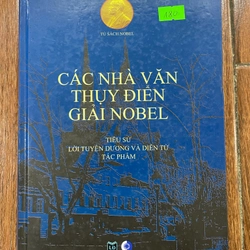 TỦ SÁCH NOBEL
180
CÁC NHÀ VĂN
THỤY ĐIỂN
GIẢI NOBEL
TIỂU SỬ
LỜI TUYÊN DƯƠNG VÀ DIỄN TỪ
TÁC PHẨM